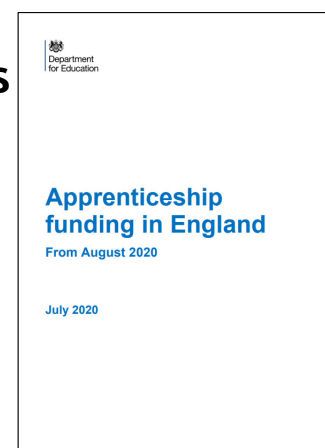 s
Department
for Education
Apprenticeship
funding in England
From August 2020
July 2020